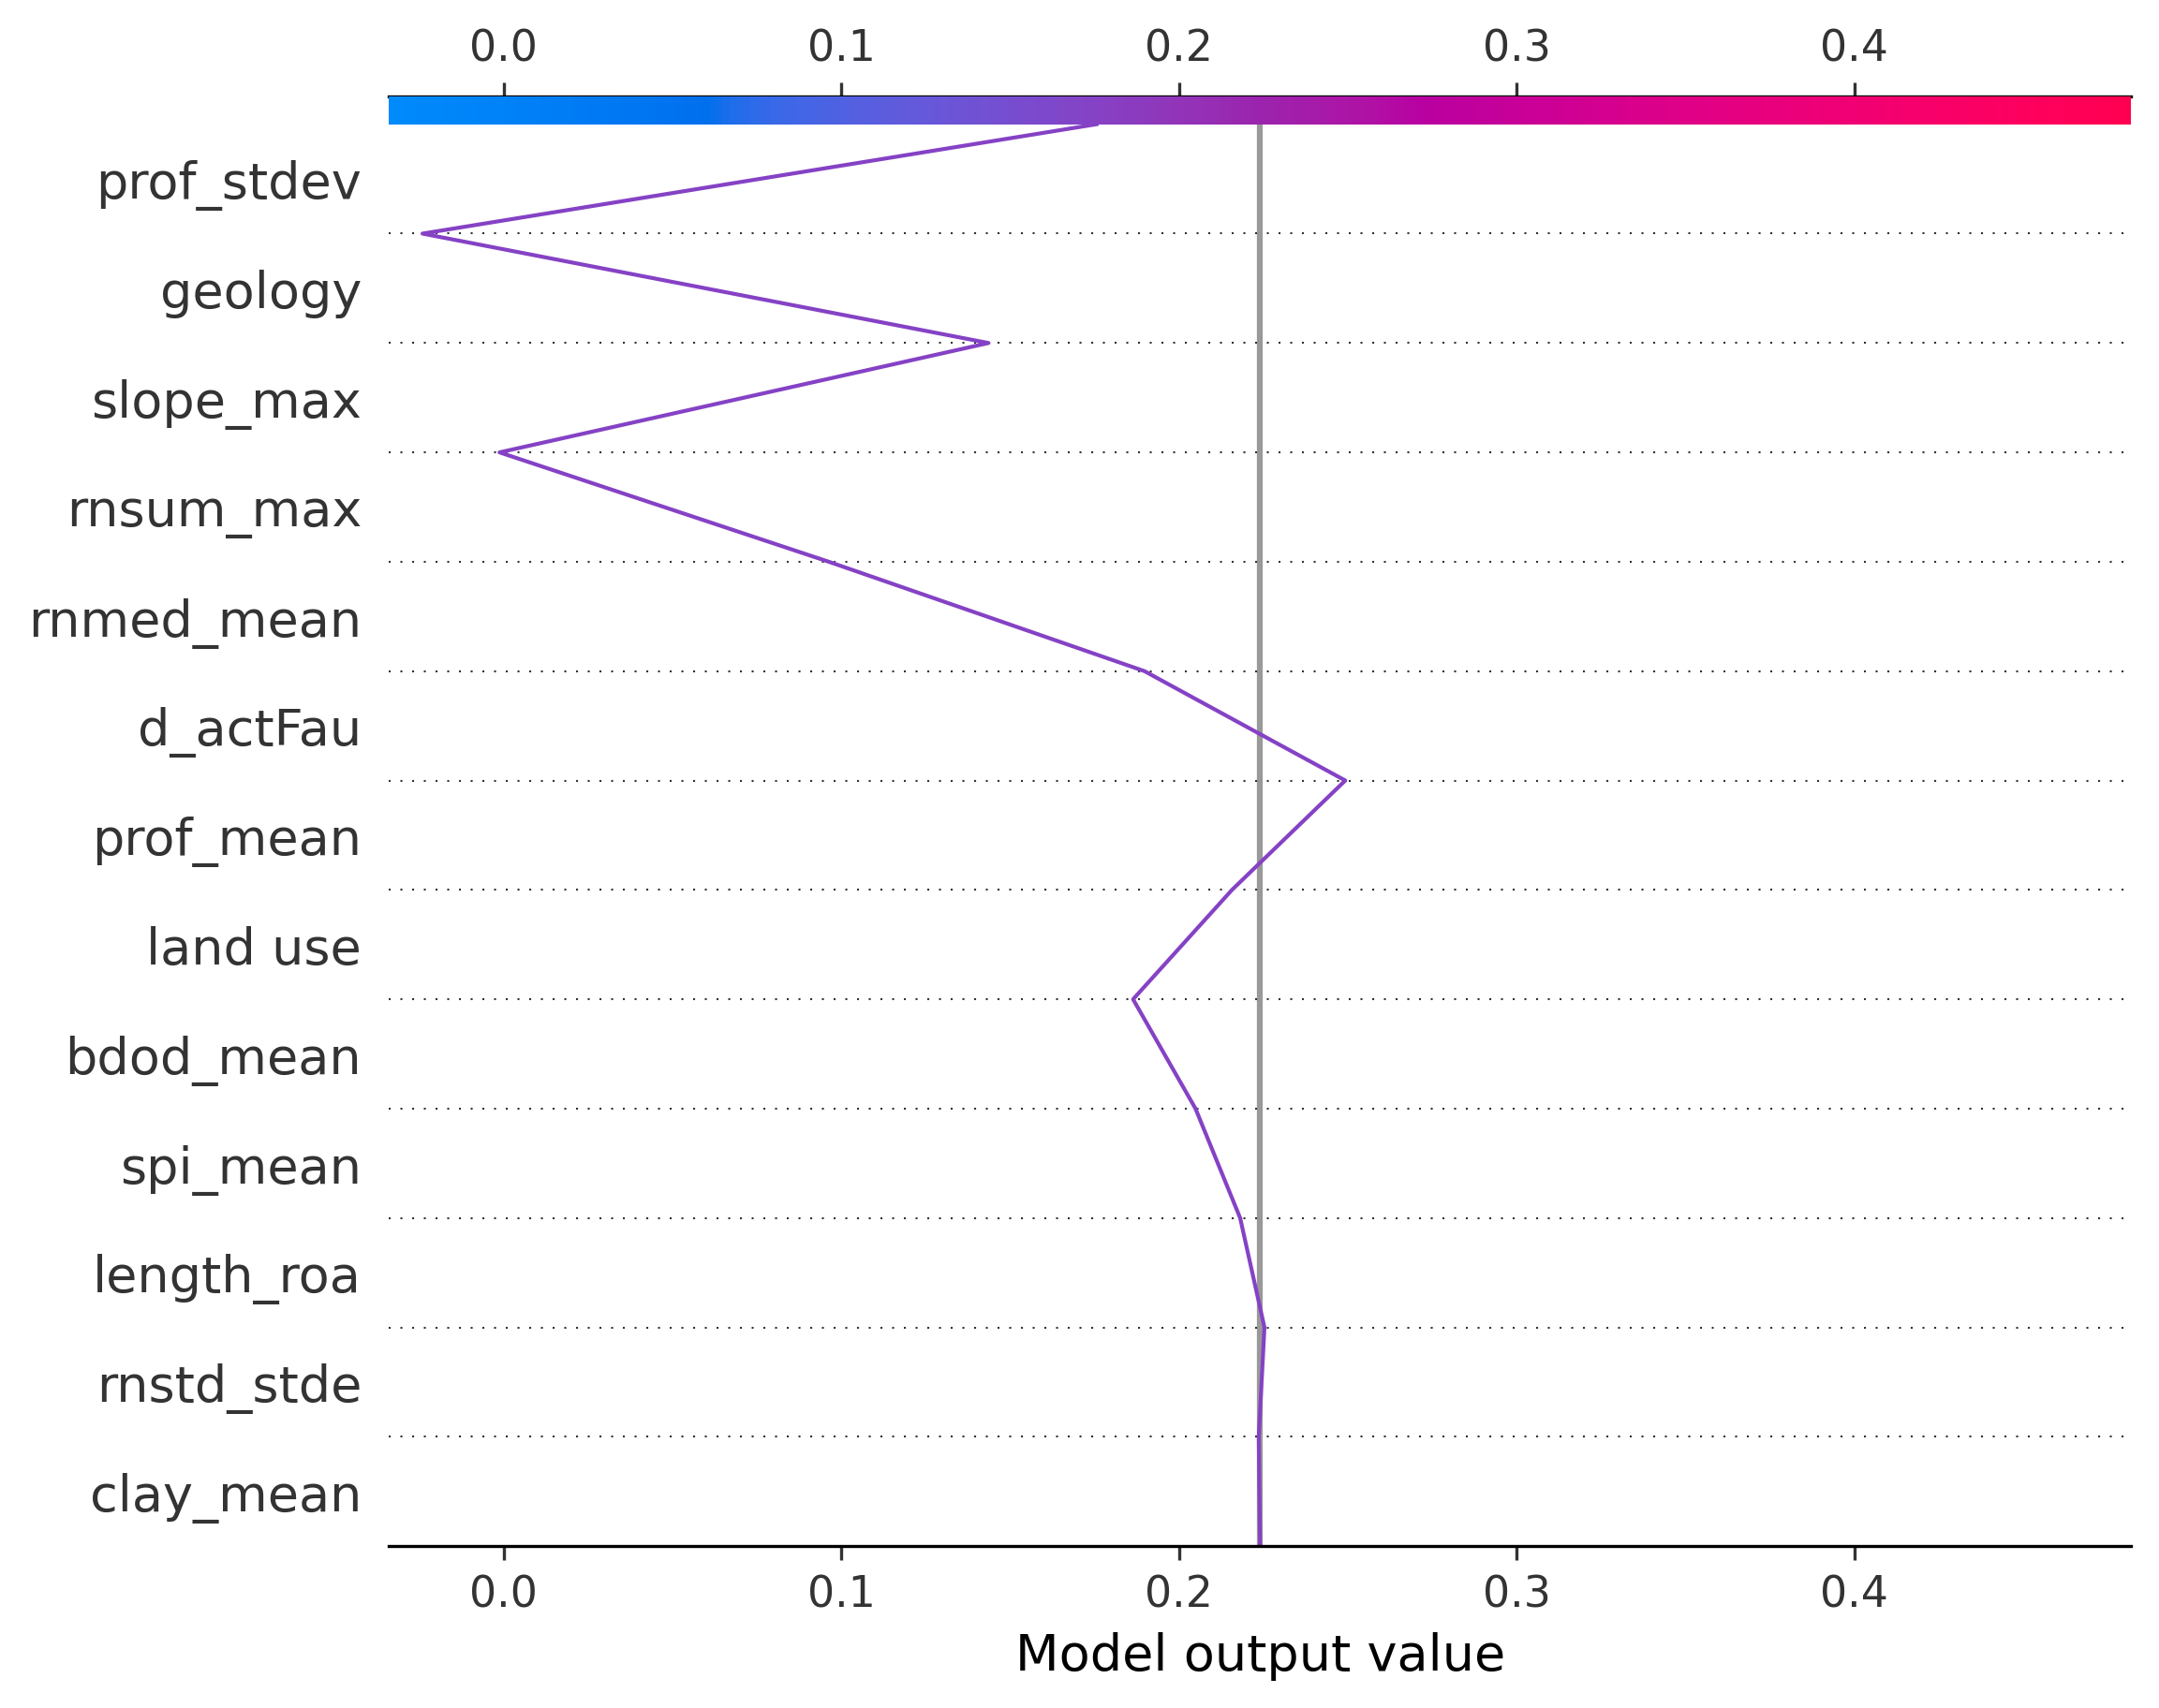 0.0 0.1 0.2 0.3 0.4
prof_stdev
geology
slope_max
rnsum_max
rnmed_mean
d_actFau
prof_mean
land use
bdod_mean
spi_mean
length_roa
rnstd_stde
clay_mean
0.0 0.1 0.2 0.3 0.4
Model output value